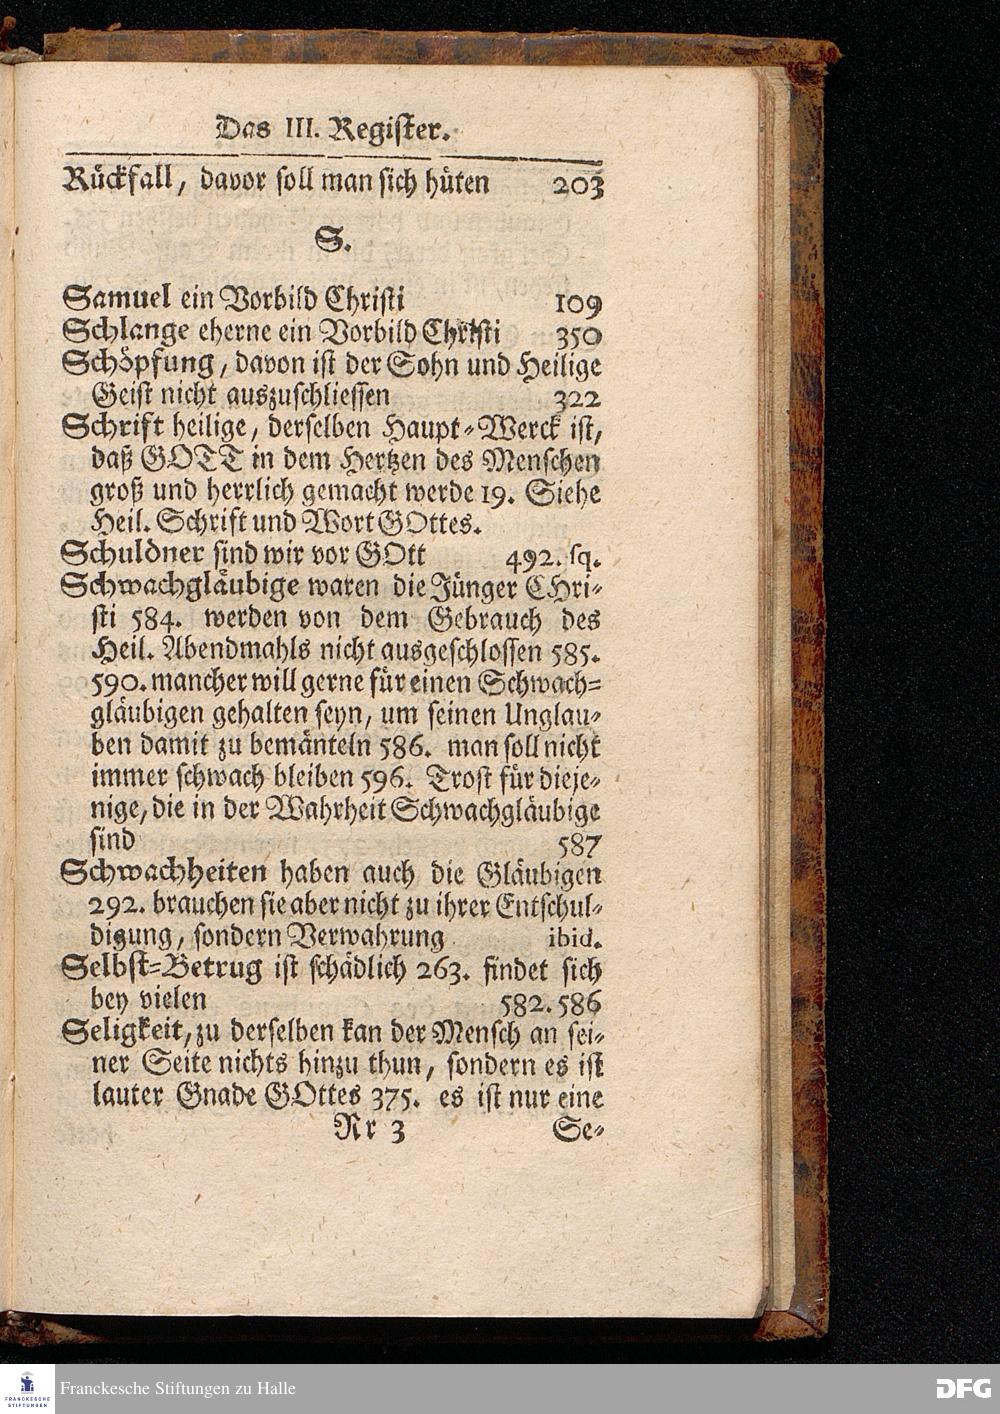 Das III. Register.
Rückfall, davor soll man sich hüten 203
S.
Samuel ein Vorbild Christi 109
Schlange eherne ein Vorbild Christi 350
Schöpfung, davon ist der Sohn und Heilige
Geist nicht auszuschliessen 322
Schrift heilige, derselben Haupt-Werck ist,
daß GOTT in dem Hertzen des Menschen
groß und herrlich gemacht werde 19. Siehe
Heil. Schrift und Wort GOttes.
Schuldner sind wir vor GOtt 492. sq.
Schwachgläubige waren die Jünger CHri-
sti 584. werden von dem Gebrauch des
Heil. Abendmahls nicht ausgeschlossen 585.
590. mancher will gerne für einen Schwach-
gläubigen gehalten seyn, um seinen Unglau-
ben damit zu bemänteln 586. man soll nicht
immer schwach bleiben 596. Trost für dieje-
nige, die in der Wahrheit Schwachgläubige
sind 587
Schwachheiten haben auch die Gläubigen
292. brauchen sie aber nicht zu ihrer Entschul-
digung, sondern Verwahrung ibid.
Selbst-Betrug ist schädlich 263. findet sich
bey vielen 582. 586
Seligkeit, zu derselben kan der Mensch an sei-
ner Seite nichts hinzu thun, sondern es ist
lauter Gnade GOttes 375. es ist nur eine
Rr 3 Se-
FRANCKESCHE
STIFTUNGEN
Franckesche Stiftungen zu Halle
DFG